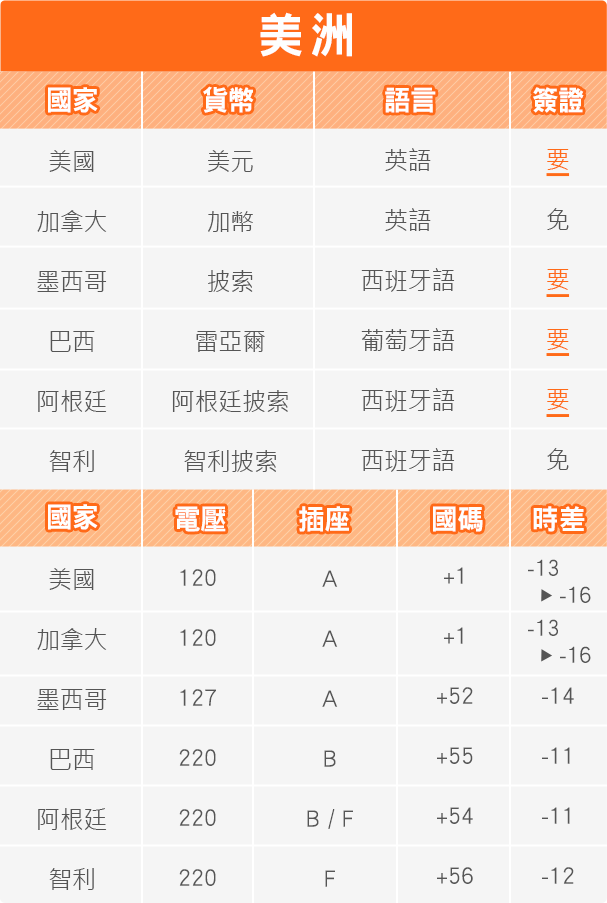 美洲
國家 貨幣 語言 簽證
美國 美元 英語 要
加拿大 加幣 英語 免
墨西哥 披索 西班牙語 要
巴西 雷亞爾 葡萄牙語 要
阿根廷 阿根廷披索 西班牙語 要
智利 智利披索 西班牙語 免
國家 電壓 插座 國碼 時差
美國 120 A +1 -13
▶ -16
加拿大 120 A +1 -13
▶ -16
墨西哥 127 A +52 -14
巴西 220 B +55 -11
阿根廷 220 B / F +54 -11
智利 220 F +56 -12